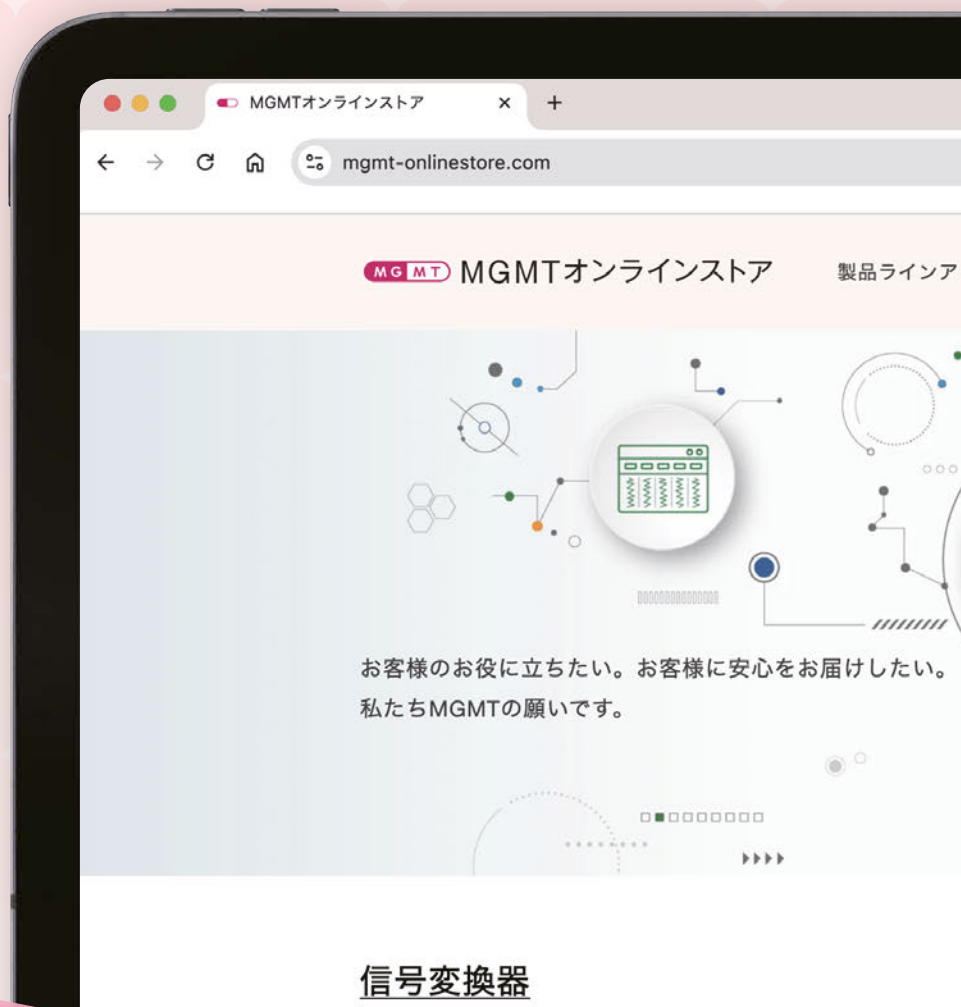 MGMTオンラインストア
mgmt-onlinestore.com
MGMT MGMTオンラインストア 製品ラインア
お客様のお役に立ちたい。お客様に安心をお届けしたい。
私たちMGMTの願いです。
信号変換器